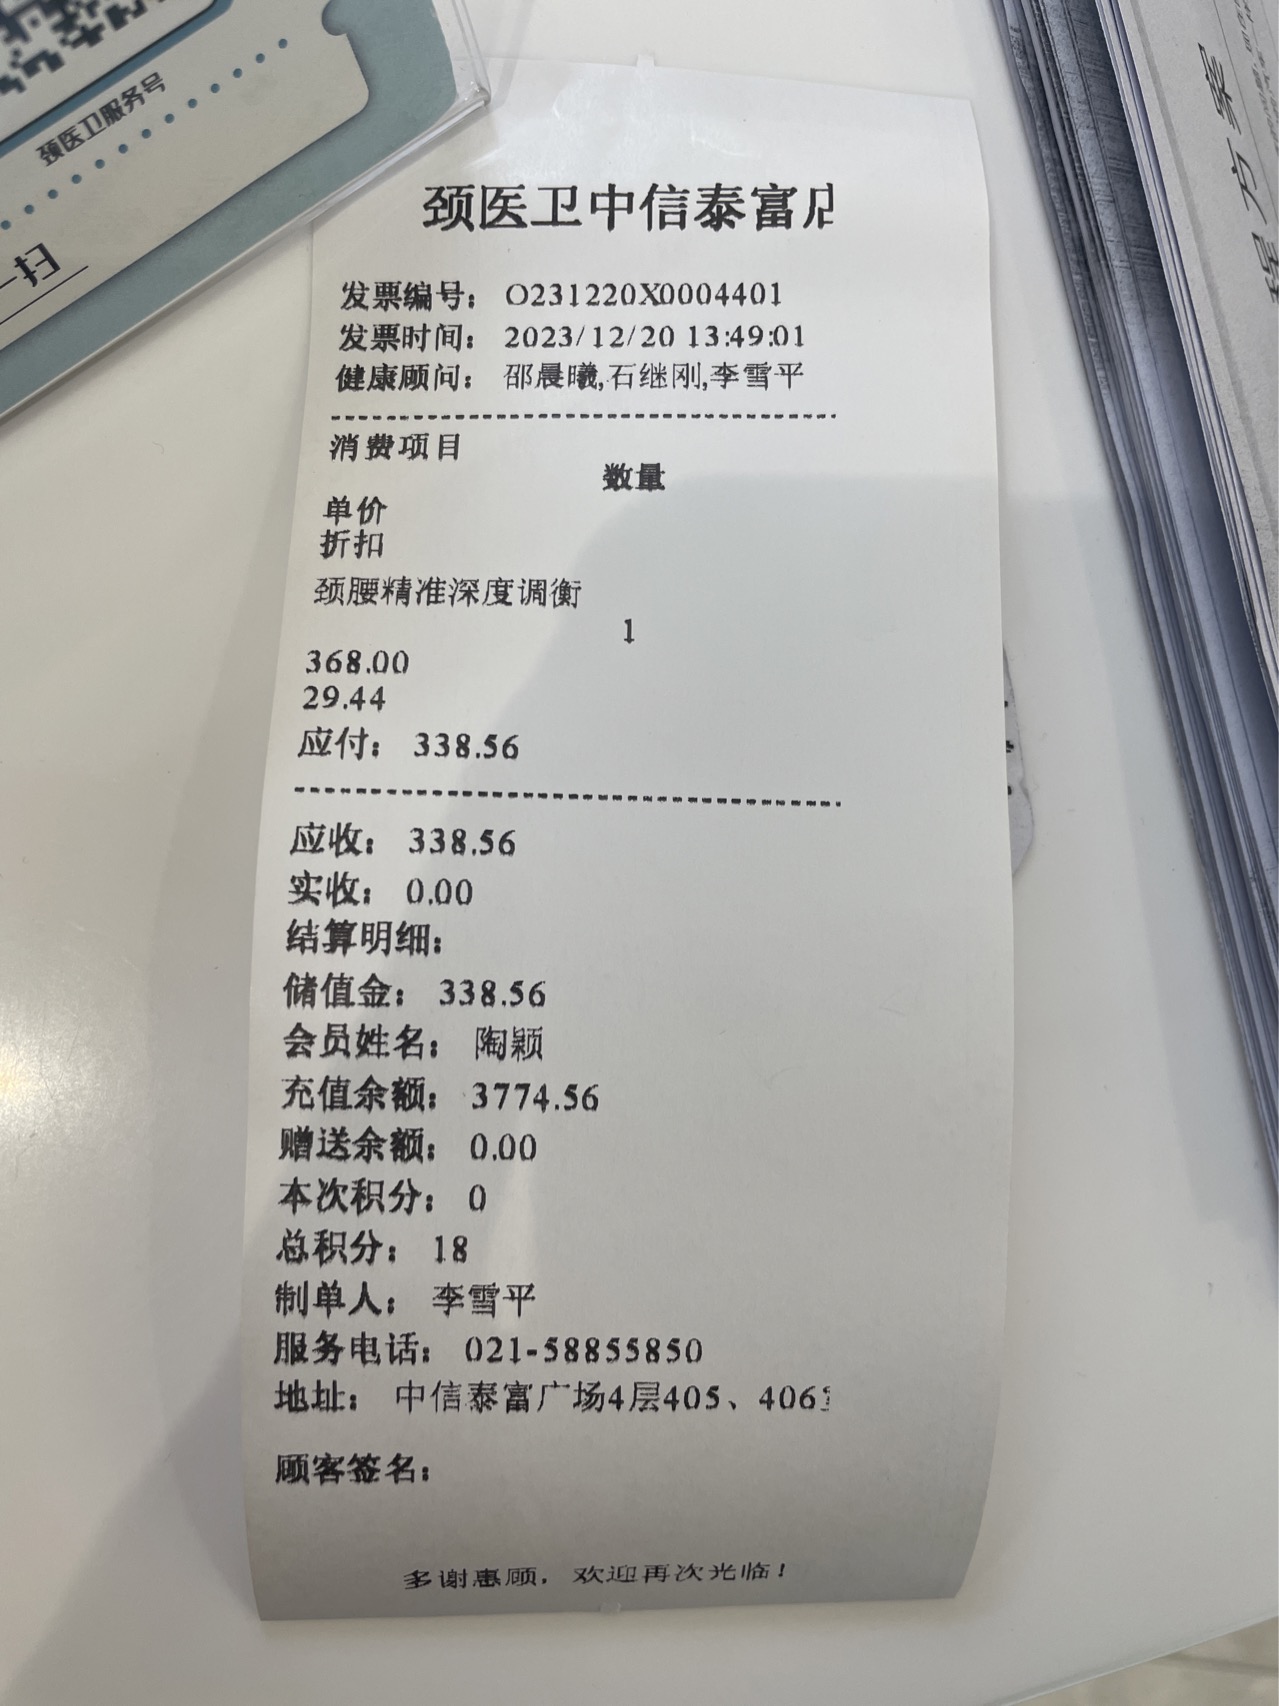 颈医卫服务号
一扫
方案
颈医卫中信泰富店
发票编号： O231220X0004401
发票时间： 2023/12/20 13:49:01
健康顾问： 邵晨曦,石继刚,李雪平
消费项目
数量
单价
折扣
颈腰精准深度调衡
1
368.00
29.44
应付： 338.56
应收： 338.56
实收： 0.00
结算明细：
储值金： 338.56
会员姓名： 陶颖
充值余额： 3774.56
赠送余额： 0.00
本次积分： 0
总积分： 18
制单人： 李雪平
服务电话： 021-58855850
地址： 中信泰富广场4层405、406
顾客签名：
多谢惠顾，欢迎再次光临！